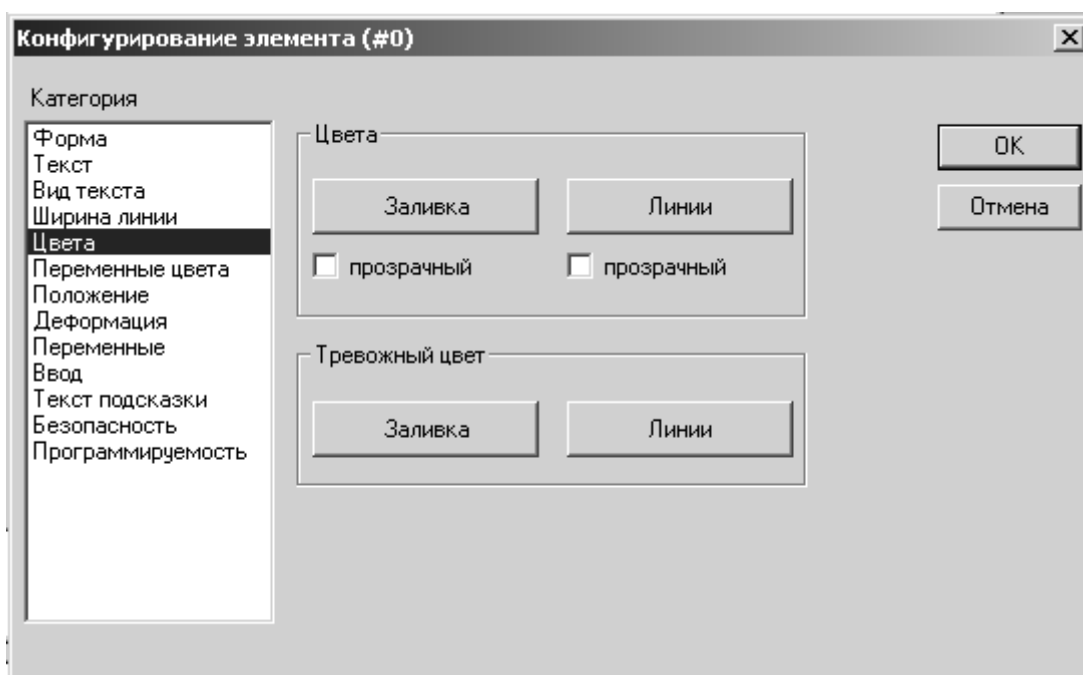 Конфигурирование элемента (#0)
Категория
Форма
Текст
Вид текста
Ширина линии
Цвета
Переменные цвета
Положение
Деформация
Переменные
Ввод
Текст подсказки
Безопасность
Программируемость
Цвета
Заливка
Линии
прозрачный
прозрачный
Тревожный цвет
Заливка
Линии
OK
Отмена